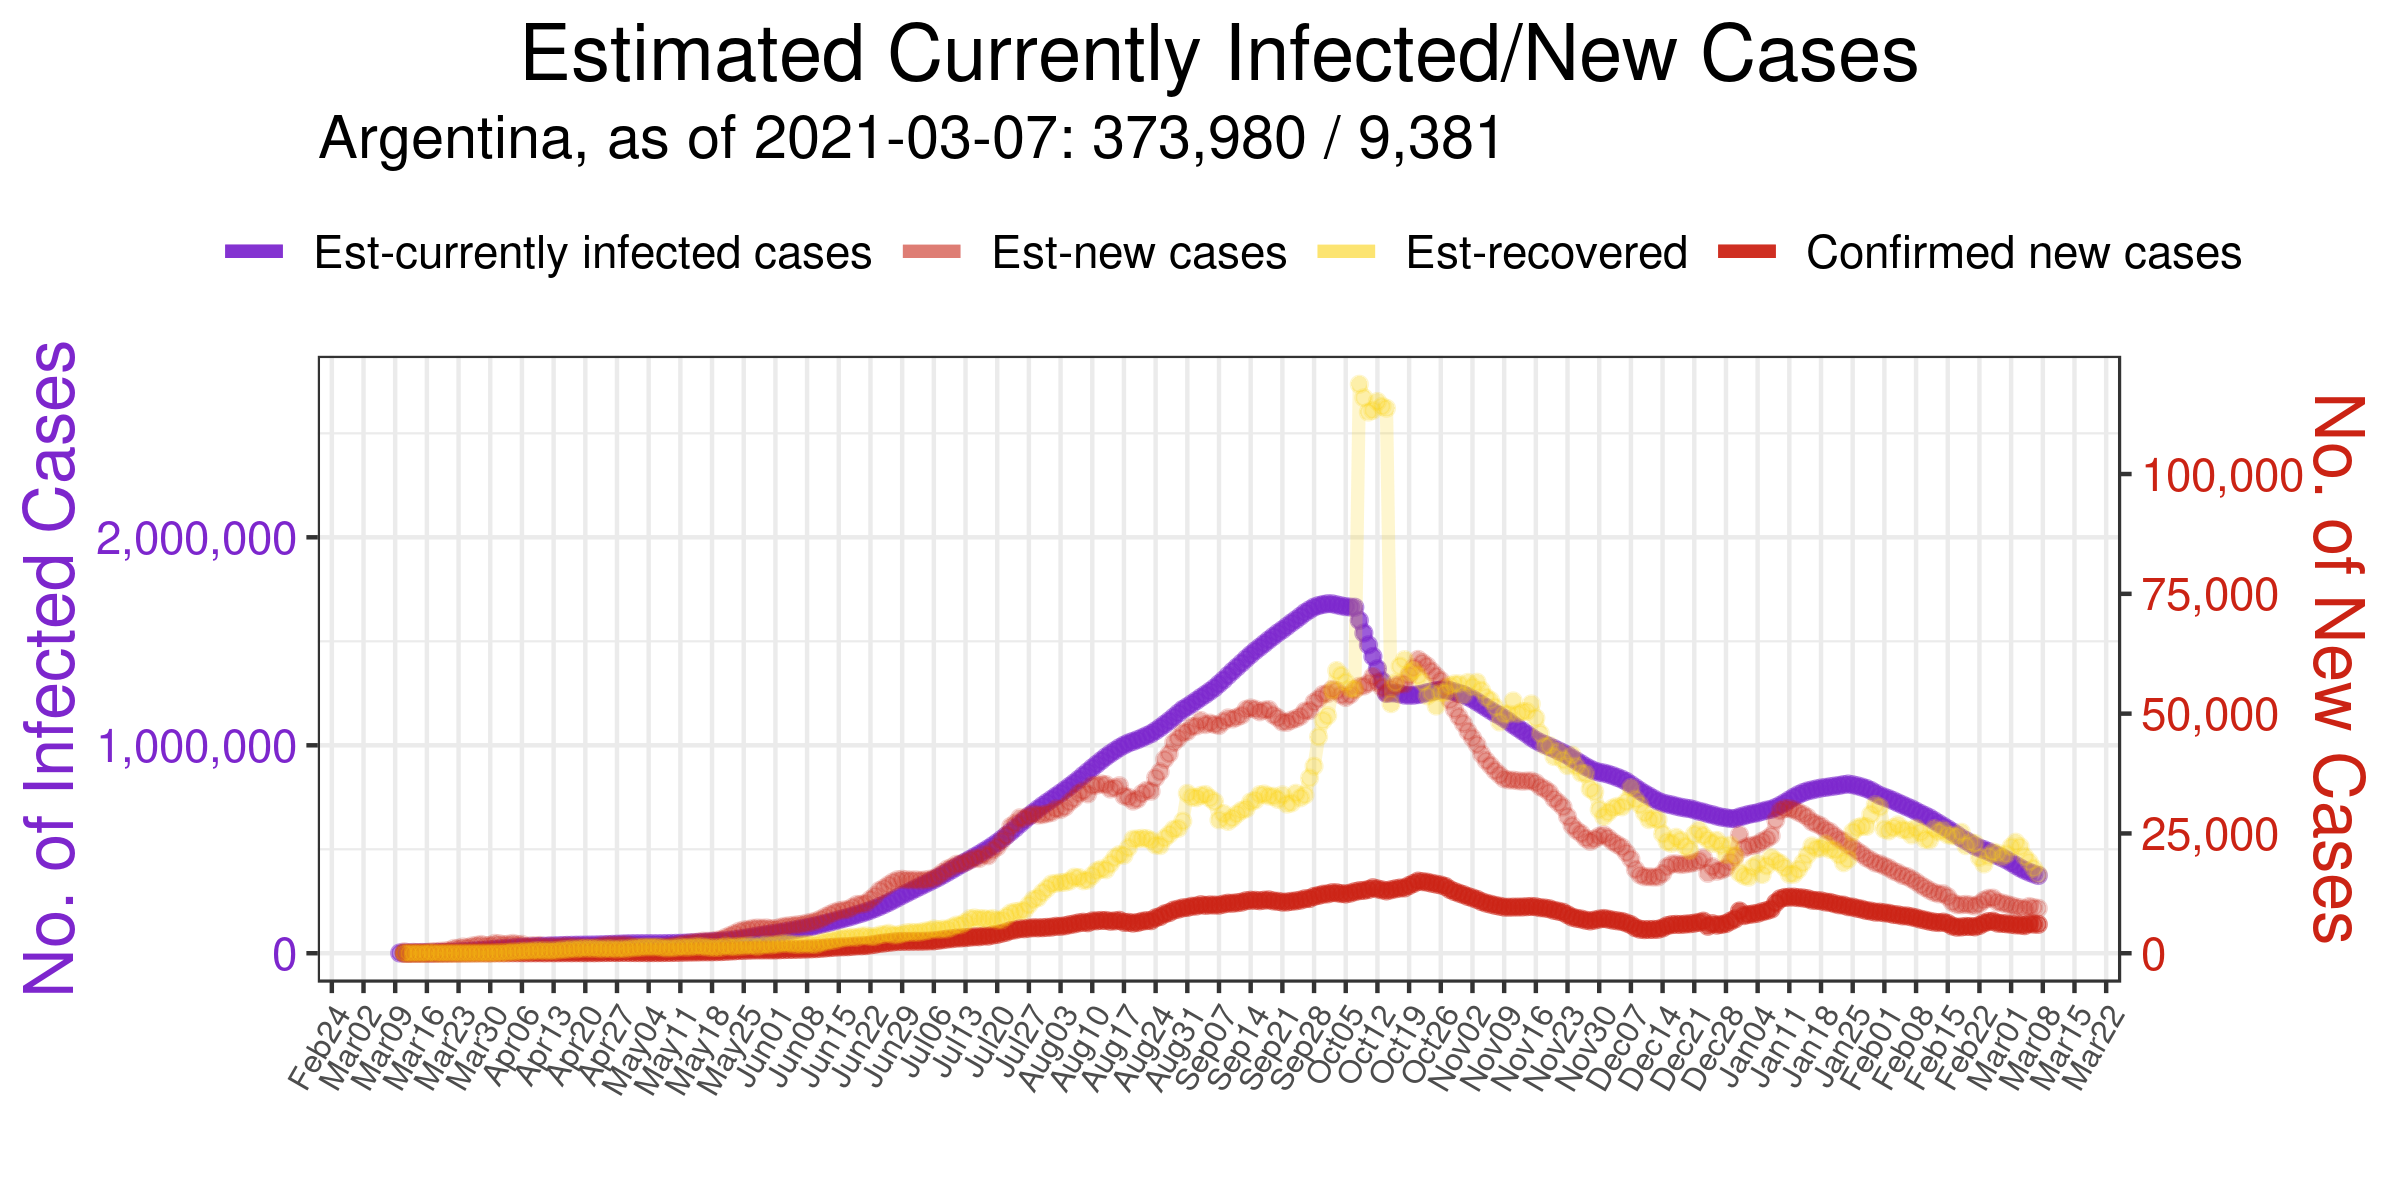 Estimated Currently Infected/New Cases
Argentina, as of 2021-03-07: 373,980 / 9,381
Est-currently infected cases
Est-new cases
Est-recovered
Confirmed new cases
No. of Infected Cases
2,000,000
1,000,000
0
100,000
75,000
50,000
25,000
0
No. of New Cases
Feb24
Mar02
Mar09
Mar16
Mar23
Mar30
Apr06
Apr13
Apr20
Apr27
May04
May11
May18
May25
Jun01
Jun08
Jun15
Jun22
Jun29
Jul06
Jul13
Jul20
Jul27
Aug03
Aug10
Aug17
Aug24
Aug31
Sep07
Sep14
Sep21
Sep28
Oct05
Oct12
Oct19
Oct26
Nov02
Nov09
Nov16
Nov23
Nov30
Dec07
Dec14
Dec21
Dec28
Jan04
Jan11
Jan18
Jan25
Feb01
Feb08
Feb15
Feb22
Mar01
Mar08
Mar15
Mar22